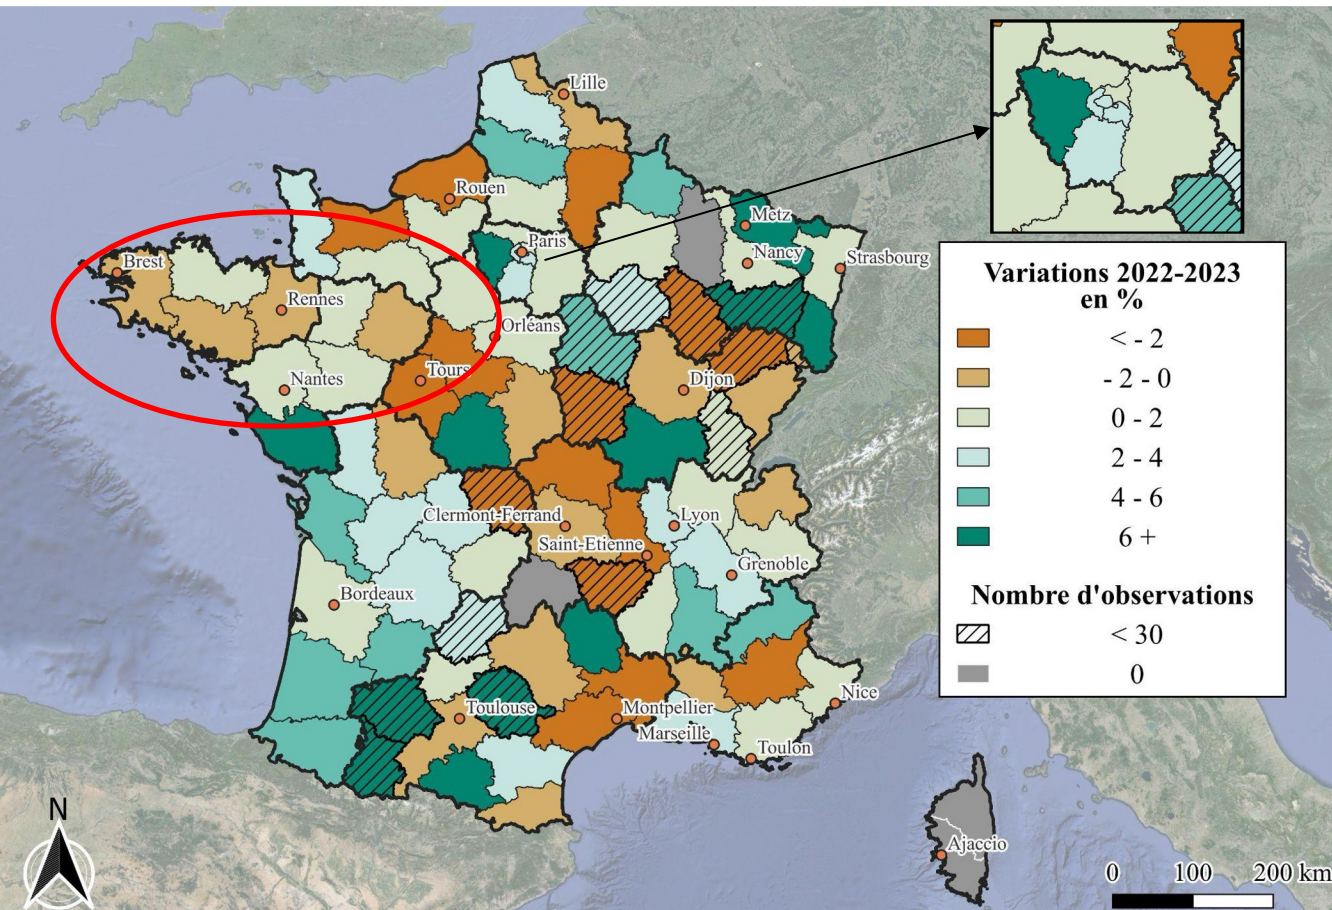 Lille
Rouen
Metz
Paris
Nancy
Strasbourg
Brest
Rennes
Orléans
Nantes
Tours
Dijon
Clermont-Ferrand
Lyon
Saint-Etienne
Grenoble
Bordeaux
Toulouse
Montpellier
Nice
Marseille
Toulon
Ajaccio
Variations 2022-2023
en %
< - 2
- 2 - 0
0 - 2
2 - 4
4 - 6
6 +
Nombre d'observations
< 30
0
N
0 100 200 km